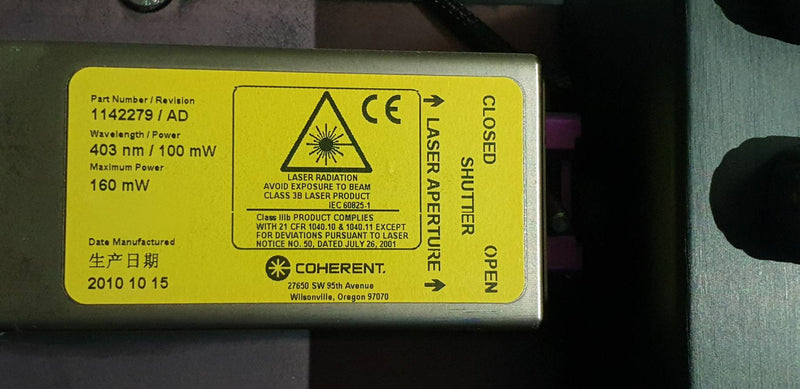 Part Number / Revision
1142279 / AD
Wavelength / Power
403 nm / 100 mW
Maximum Power
160 mW
Date Manufactured
生产日期
2010 10 15
CE
LASER RADIATION
AVOID EXPOSURE TO BEAM
CLASS 3B LASER PRODUCT
IEC 60825-1
Class IIIb PRODUCT COMPLIES
WITH 21 CFR 1040.10 & 1040.11 EXCEPT
FOR DEVIATIONS PURSUANT TO LASER
NOTICE NO. 50, DATED JULY 26, 2001
COHERENT.
27650 SW 95th Avenue
Wilsonville, Oregon 97070
LASER APERTURE
SHUTTER
CLOSED OPEN